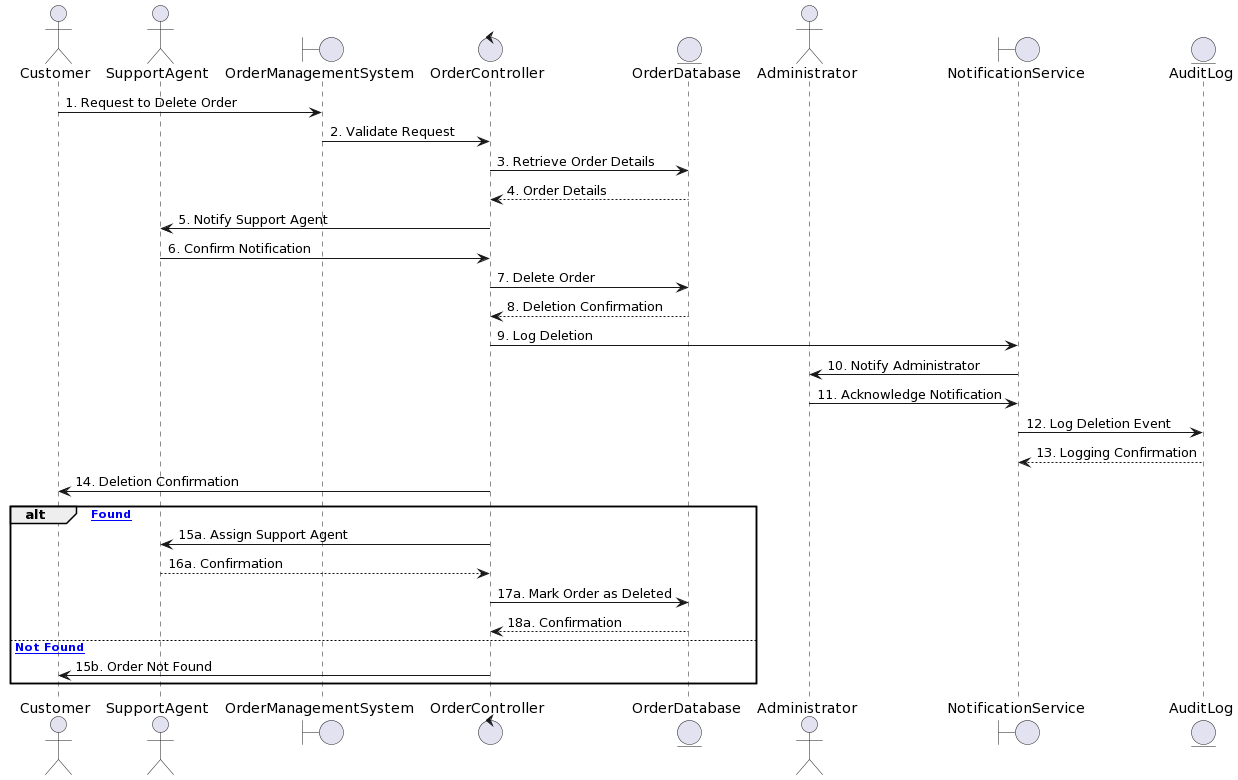 Customer SupportAgent OrderManagementSystem OrderController OrderDatabase Administrator NotificationService AuditLog
1. Request to Delete Order
2. Validate Request
3. Retrieve Order Details
4. Order Details
5. Notify Support Agent
6. Confirm Notification
7. Delete Order
8. Deletion Confirmation
9. Log Deletion
10. Notify Administrator
11. Acknowledge Notification
12. Log Deletion Event
13. Logging Confirmation
14. Deletion Confirmation
alt Found
15a. Assign Support Agent
16a. Confirmation
17a. Mark Order as Deleted
18a. Confirmation
Not Found
15b. Order Not Found
Customer SupportAgent OrderManagementSystem OrderController OrderDatabase Administrator NotificationService AuditLog